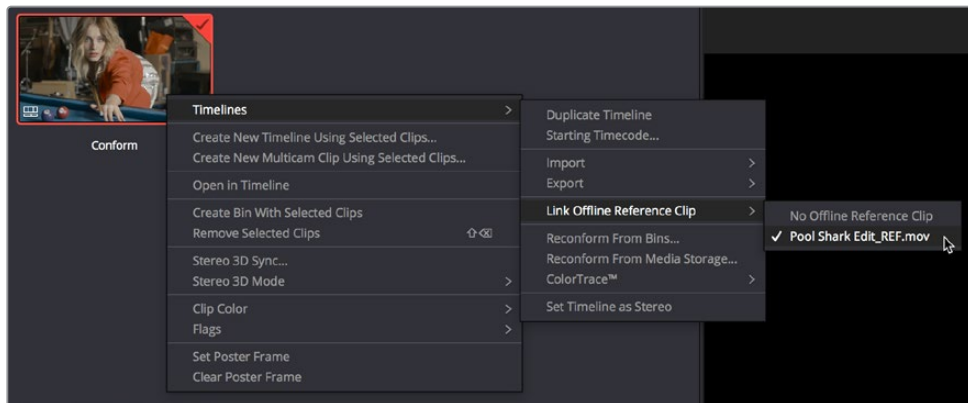 Conform
Timelines
Create New Timeline Using Selected Clips...
Create New Multicam Clip Using Selected Clips...
Open in Timeline
Create Bin With Selected Clips
Remove Selected Clips
Stereo 3D Sync...
Stereo 3D Mode
Clip Color
Flags
Set Poster Frame
Clear Poster Frame
Duplicate Timeline
Starting Timecode...
Import
Export
Link Offline Reference Clip
Reconform From Bins...
Reconform From Media Storage...
ColorTrace™
Set Timeline as Stereo
No Offline Reference Clip
Pool Shark Edit_REF.mov